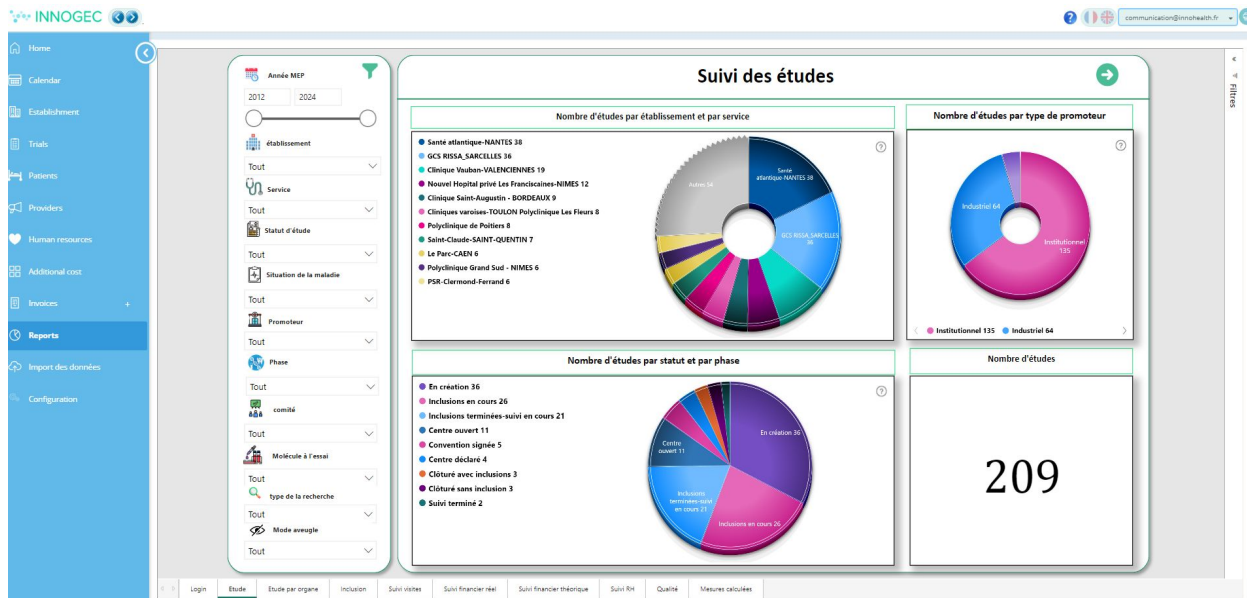 INNOGEC
communication@innohealth.fr
Home
Calendar
Establishment
Trials
Patients
Providers
Human resources
Additional cost
Invoices +
Reports
Import des données
Configuration
Année MEP
2012 2024
établissement
Tout
Service
Tout
Statut d'étude
Tout
Situation de la maladie
Tout
Promoteur
Tout
Phase
Tout
comité
Tout
Molécule à l'essai
Tout
type de la recherche
Tout
Mode aveugle
Tout
Suivi des études
Nombre d'études par établissement et par service
Santé atlantique-NANTES 38
GCS RISSA_SARCELLES 36
Clinique Vauban-VALENCIENNES 19
Nouvel Hopital privé Les Franciscaines-NIMES 12
Clinique Saint-Augustin - BORDEAUX 9
Cliniques varoises-TOULON Polyclinique Les Fleurs 8
Polyclinique de Poitiers 8
Saint-Claude-SAINT-QUENTIN 7
Le Parc-CAEN 6
Polyclinique Grand Sud - NIMES 6
PSR-Clermond-Ferrand 6
Autres 54
Santé
atlantique-NANTES 38
GCS RISSA_SARCELLES
36
Nombre d'études par type de promoteur
Industriel 64
Institutionnel
135
Institutionnel 135 Industriel 64
Nombre d'études par statut et par phase
En création 36
Inclusions en cours 26
Inclusions terminées-suivi en cours 21
Centre ouvert 11
Convention signée 5
Centre déclaré 4
Clôturé avec inclusions 3
Clôturé sans inclusion 3
Suivi terminé 2
En création 36
Centre
ouvert 11
Inclusions
terminées-suivi
en cours 21
Inclusions en cours 26
Nombre d'études
209
Filtres
Login Etude Etude par organe Inclusion Suivi visites Suivi financier réel Suivi financier théorique Suivi RH Qualité Mesures calculées